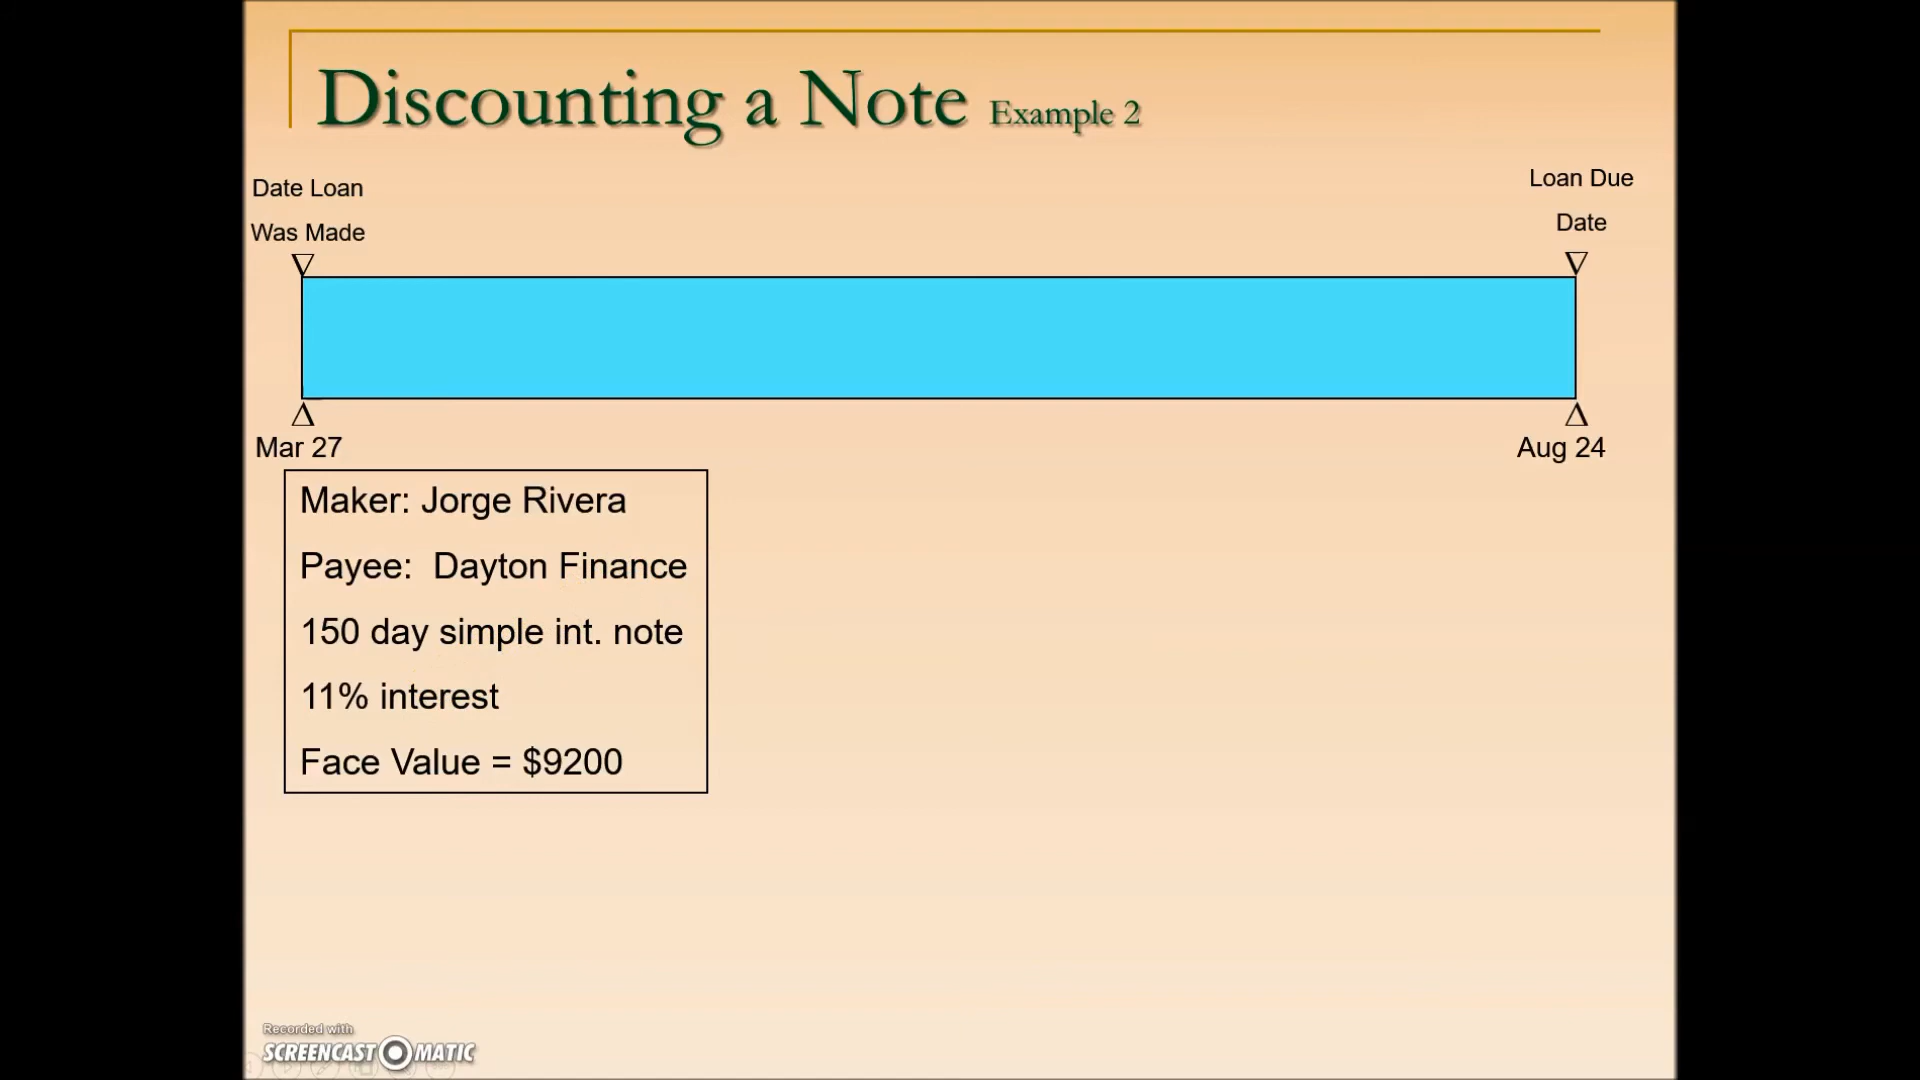 Discounting a Note Example 2
Date Loan
Was Made
Loan Due
Date
Mar 27
Aug 24
Maker: Jorge Rivera
Payee: Dayton Finance
150 day simple int. note
11% interest
Face Value = $9200
Recorded with
SCREENCAST MATIC